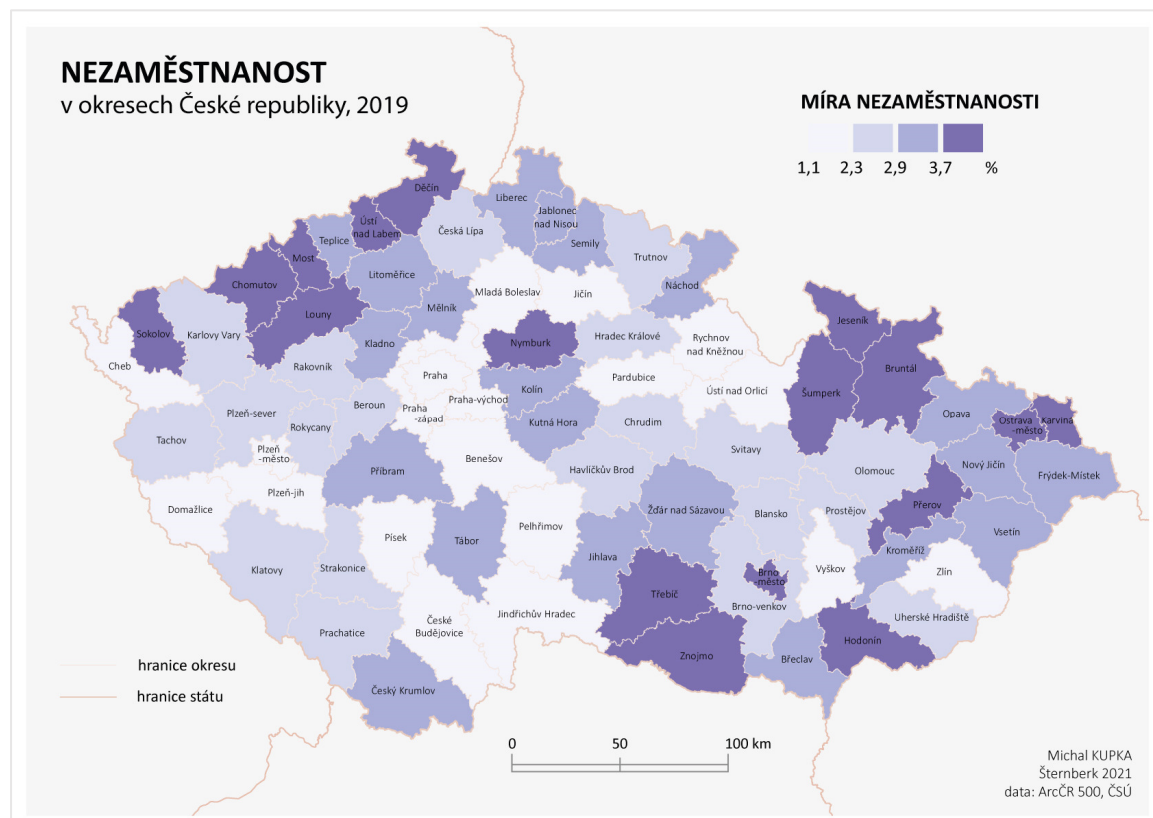 NEZAMĚSTNANOST
v okresech České republiky, 2019
MÍRA NEZAMĚSTNANOSTI
1,1 2,3 2,9 3,7 %
Děčín
Liberec
Ústí
nad Labem
Jablonec
nad Nisou
Teplice
Česká Lípa
Semily
Most
Trutnov
Litoměřice
Chomutov
Náchod
Mladá Boleslav
Jičín
Mělník
Louny
Jeseník
Sokolov
Karlovy Vary
Nymburk
Hradec Králové
Rychnov
nad Kněžnou
Kladno
Cheb
Rakovník
Bruntál
Praha
Pardubice
Kolín
Ústí nad Orlicí
Šumperk
Praha-východ
Beroun
Praha
-západ
Plzeň-sever
Opava
Ostrava
-město
Karviná
Rokycany
Kutná Hora
Chrudim
Tachov
Plzeň
-město
Svitavy
Benešov
Příbram
Havlíčkův Brod
Olomouc
Nový Jičín
Frýdek-Místek
Plzeň-jih
Domažlice
Přerov
Žďár nad Sázavou
Blansko
Prostějov
Pelhřimov
Písek
Tábor
Vsetín
Kroměříž
Jihlava
Klatovy
Strakonice
Vyškov
Zlín
Brno
-město
Třebíč
Brno-venkov
Jindřichův Hradec
České
Budějovice
Uherské Hradiště
Prachatice
Hodonín
Znojmo
Břeclav
Český Krumlov
hranice okresu
hranice státu
0 50 100 km
Michal KUPKA
Šternberk 2021
data: ArcČR 500, ČSÚ